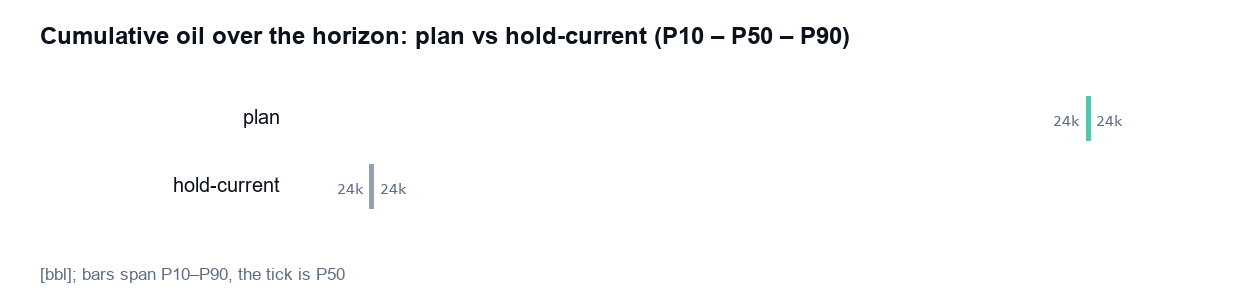 Cumulative oil over the horizon: plan vs hold-current (P10 – P50 – P90)
plan 24k 24k
hold-current 24k 24k
[bbl]; bars span P10–P90, the tick is P50